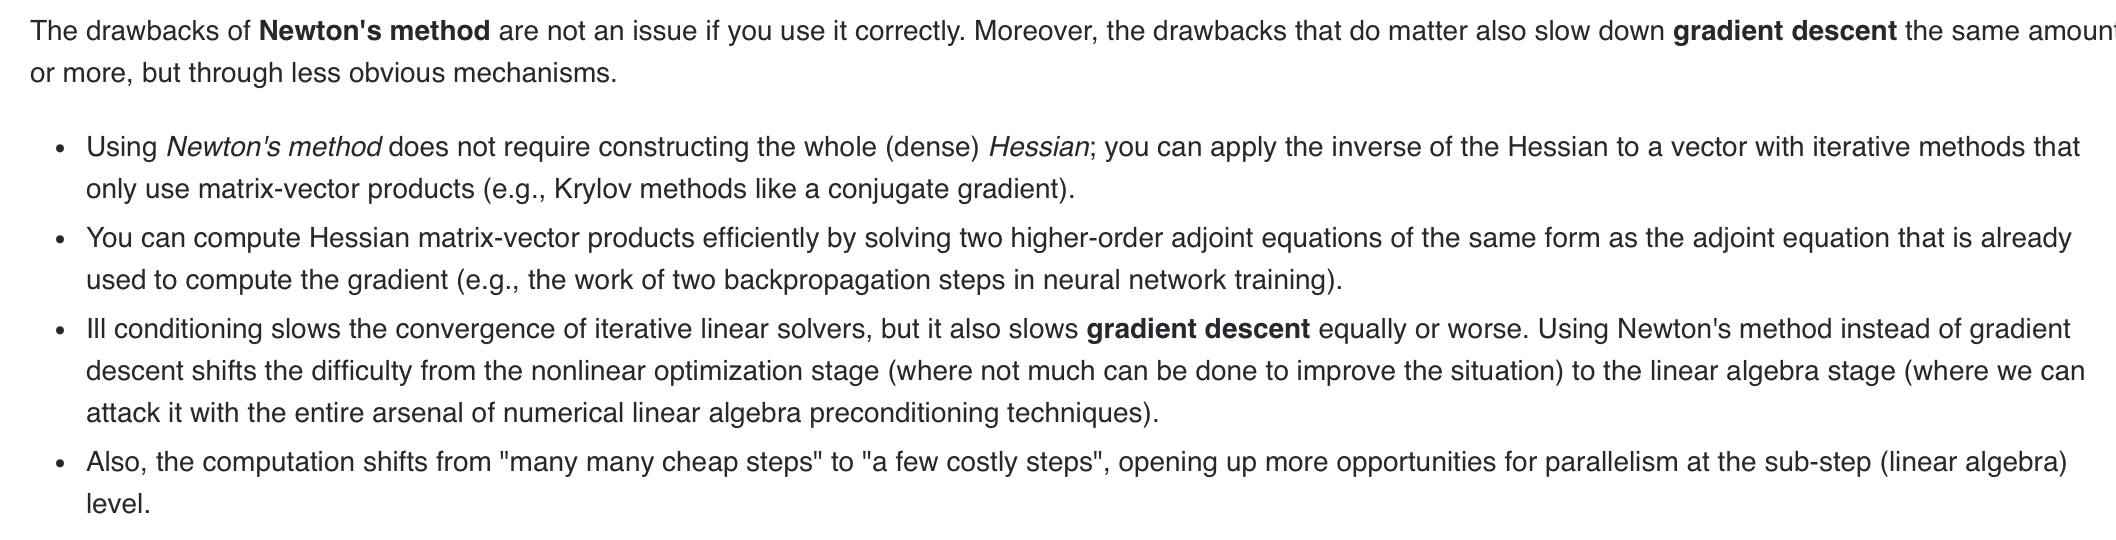 The drawbacks of Newton's method are not an issue if you use it correctly. Moreover, the drawbacks that do matter also slow down gradient descent the same amount
or more, but through less obvious mechanisms.
• Using Newton's method does not require constructing the whole (dense) Hessian; you can apply the inverse of the Hessian to a vector with iterative methods that
only use matrix-vector products (e.g., Krylov methods like a conjugate gradient).
• You can compute Hessian matrix-vector products efficiently by solving two higher-order adjoint equations of the same form as the adjoint equation that is already
used to compute the gradient (e.g., the work of two backpropagation steps in neural network training).
• Ill conditioning slows the convergence of iterative linear solvers, but it also slows gradient descent equally or worse. Using Newton's method instead of gradient
descent shifts the difficulty from the nonlinear optimization stage (where not much can be done to improve the situation) to the linear algebra stage (where we can
attack it with the entire arsenal of numerical linear algebra preconditioning techniques).
• Also, the computation shifts from "many many cheap steps" to "a few costly steps", opening up more opportunities for parallelism at the sub-step (linear algebra)
level.